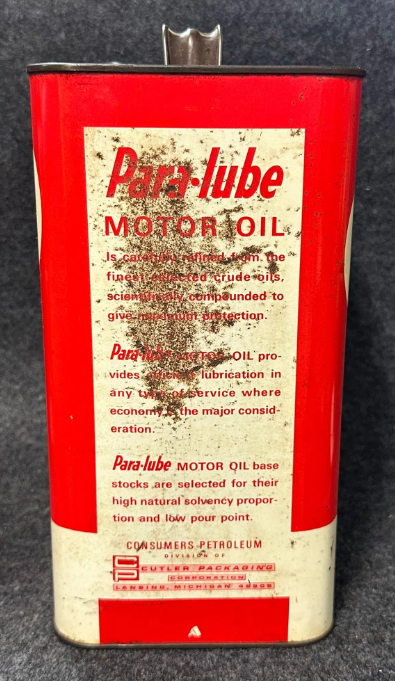 Para-lube
MOTOR OIL
Is carefully refined from the
finest selected crude oils,
scientifically compounded to
give dependable protection.
Para-lube MOTOR OIL pro-
vides efficient lubrication in
any type of service where
economy is the major consid-
eration.
Para-lube MOTOR OIL base
stocks are selected for their
high natural solvency propor-
tion and low pour point.
CONSUMERS PETROLEUM
DIVISION OF
CP CUTLER PACKAGING
CORPORATION
LANSING, MICHIGAN